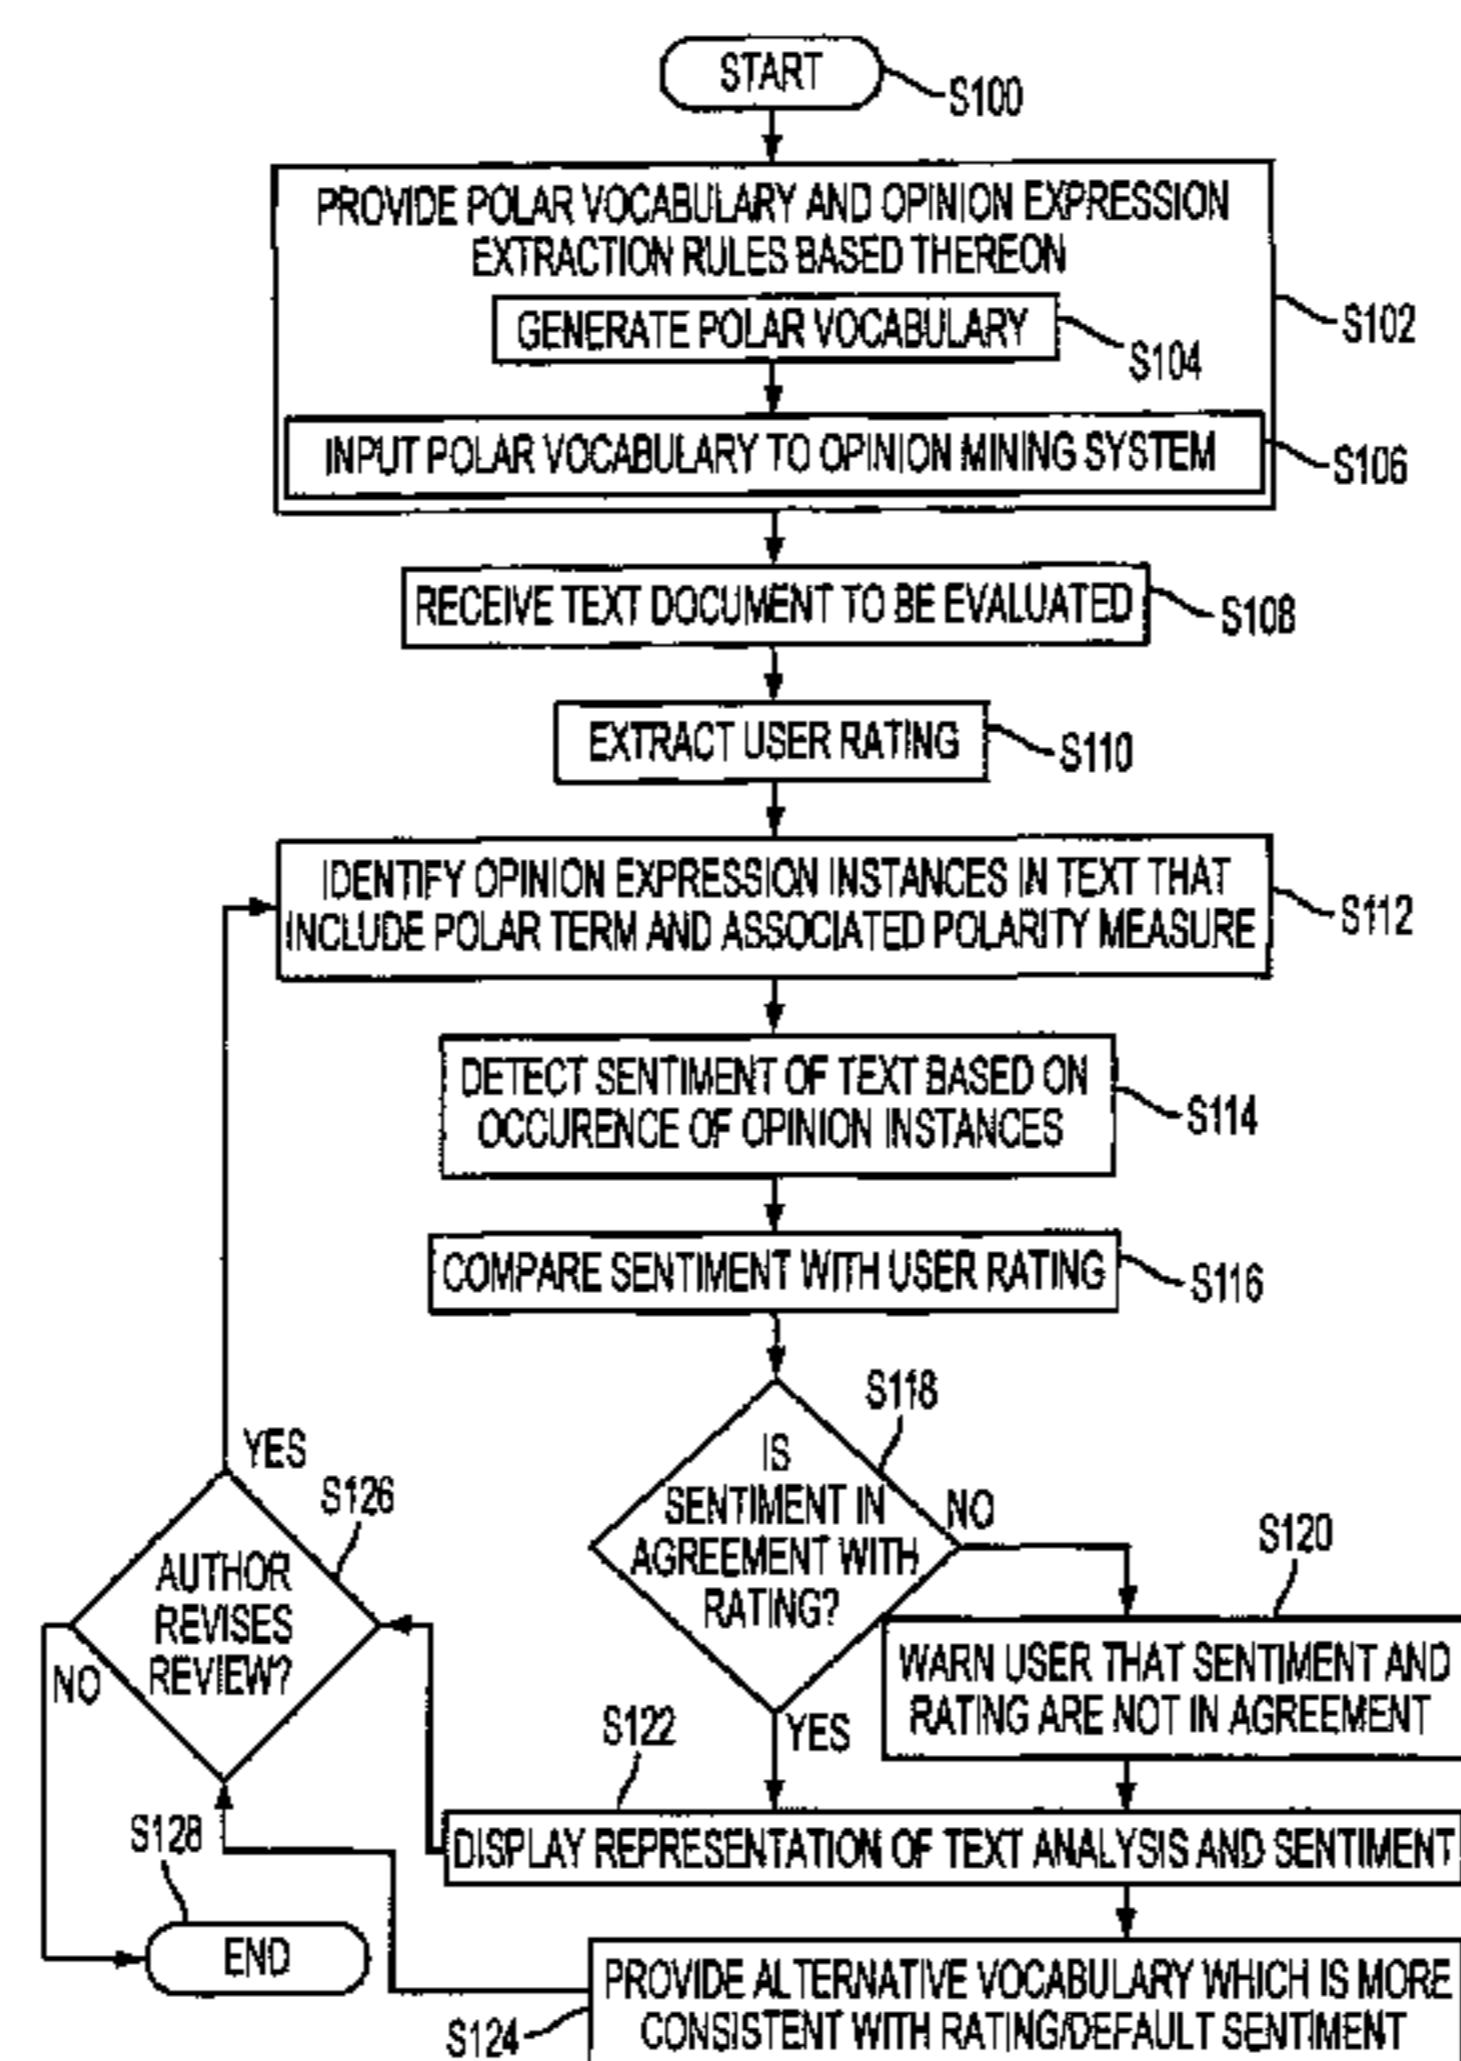 START
S100
PROVIDE POLAR VOCABULARY AND OPINION EXPRESSION
EXTRACTION RULES BASED THEREON
S102
GENERATE POLAR VOCABULARY
S104
INPUT POLAR VOCABULARY TO OPINION MINING SYSTEM
S106
RECEIVE TEXT DOCUMENT TO BE EVALUATED
S108
EXTRACT USER RATING
S110
IDENTIFY OPINION EXPRESSION INSTANCES IN TEXT THAT
INCLUDE POLAR TERM AND ASSOCIATED POLARITY MEASURE
S112
DETECT SENTIMENT OF TEXT BASED ON
OCCURENCE OF OPINION INSTANCES
S114
COMPARE SENTIMENT WITH USER RATING
S116
S118
IS
SENTIMENT IN
AGREEMENT WITH
RATING?
NO
YES
S120
WARN USER THAT SENTIMENT AND
RATING ARE NOT IN AGREEMENT
S122
DISPLAY REPRESENTATION OF TEXT ANALYSIS AND SENTIMENT
S124
PROVIDE ALTERNATIVE VOCABULARY WHICH IS MORE
CONSISTENT WITH RATING/DEFAULT SENTIMENT
YES
S126
AUTHOR
REVISES
REVIEW?
NO
S128
END